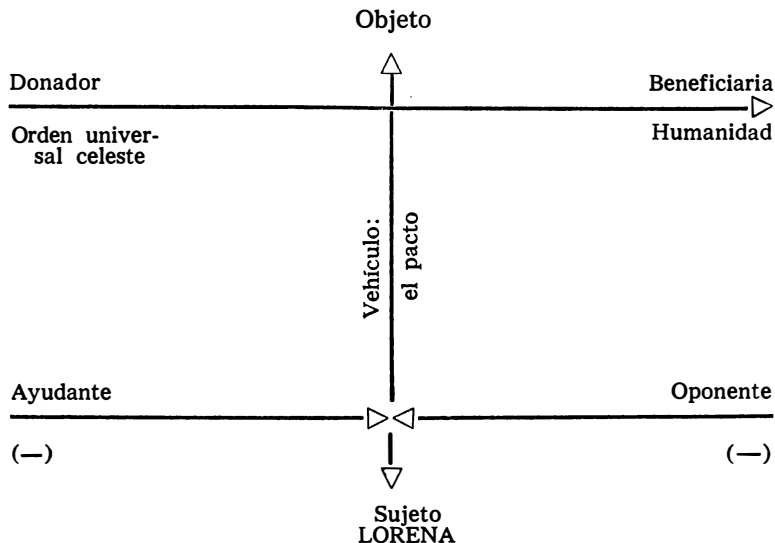 Objeto
Donador
Beneficiaria
Orden univer-
sal celeste
Humanidad
Vehículo:
el pacto
Ayudante
Oponente
(—)
(—)
Sujeto
LORENA